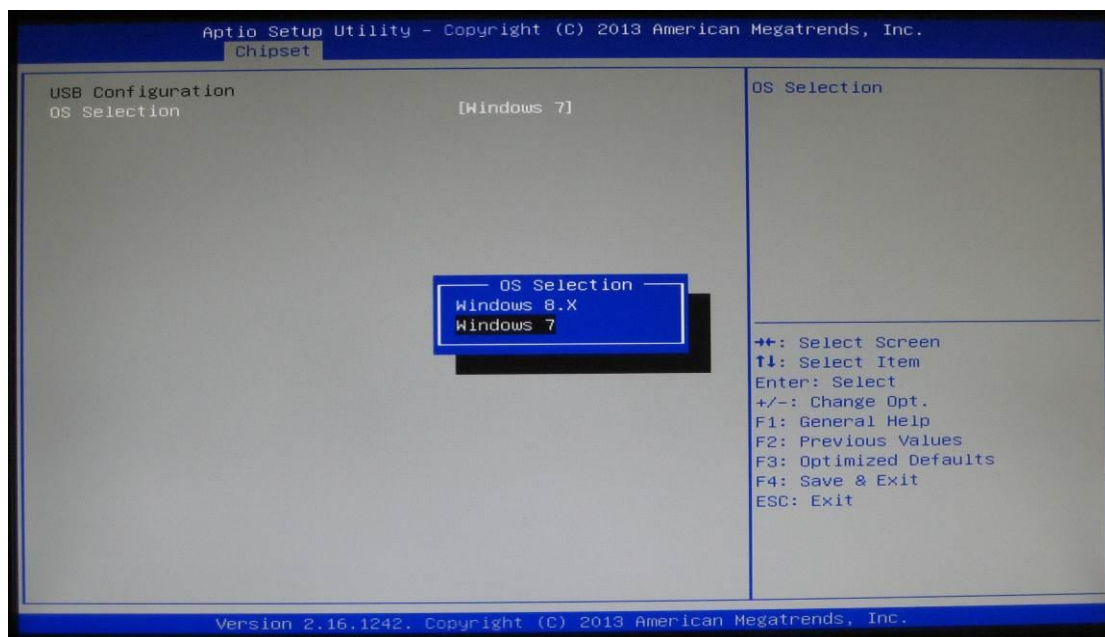 Aptio Setup Utility – Copyright (C) 2013 American Megatrends, Inc.
Chipset
USB Configuration
OS Selection [Windows 7]
OS Selection
OS Selection
Windows 8.X
Windows 7
→←: Select Screen
↑↓: Select Item
Enter: Select
+/-: Change Opt.
F1: General Help
F2: Previous Values
F3: Optimized Defaults
F4: Save & Exit
ESC: Exit
Version 2.16.1242. Copyright (C) 2013 American Megatrends, Inc.